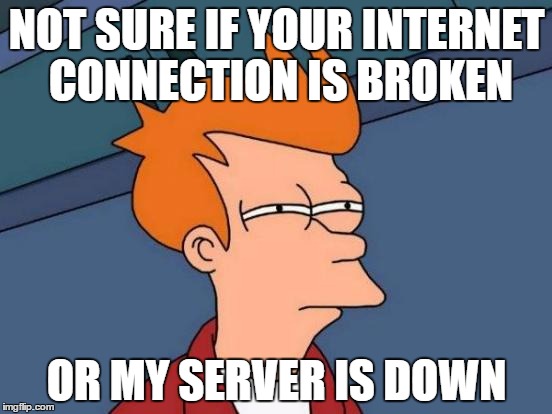 NOT SURE IF YOUR INTERNET
CONNECTION IS BROKEN
OR MY SERVER IS DOWN
imgflip.com